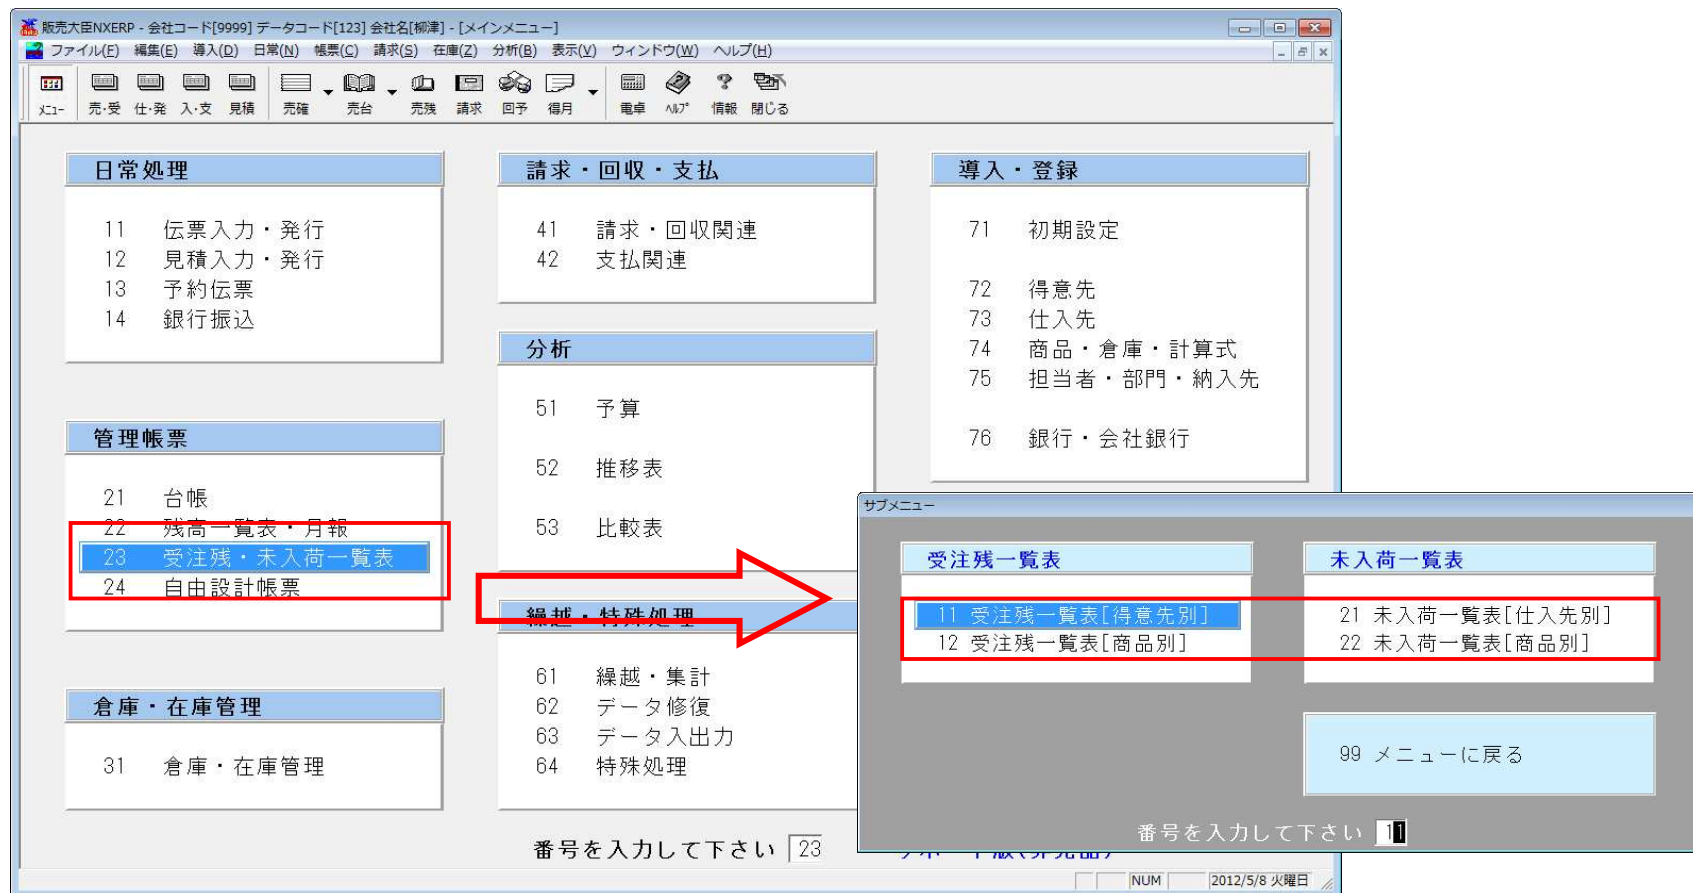 販売大臣NXERP - 会社コード[9999] データコード[123] 会社名[柳津] - [メインメニュー]
ファイル(F) 編集(E) 導入(D) 日常(N) 帳票(C) 請求(S) 在庫(Z) 分析(B) 表示(V) ウィンドウ(W) ヘルプ(H)
ﾒﾆｭｰ 売・受 仕・発 入・支 見積 売確 売台 売残 請求 回予 得月 電卓 ﾍﾙﾌﾟ 情報 閉じる
日常処理
11 伝票入力・発行
12 見積入力・発行
13 予約伝票
14 銀行振込
管理帳票
21 台帳
22 残高一覧表・月報
23 受注残・未入荷一覧表
24 自由設計帳票
倉庫・在庫管理
31 倉庫・在庫管理
請求・回収・支払
41 請求・回収関連
42 支払関連
分析
51 予算
52 推移表
53 比較表
繰越・特殊処理
61 繰越・集計
62 データ修復
63 データ入出力
64 特殊処理
導入・登録
71 初期設定
72 得意先
73 仕入先
74 商品・倉庫・計算式
75 担当者・部門・納入先
76 銀行・会社銀行
サブメニュー
受注残一覧表
11 受注残一覧表[得意先別]
12 受注残一覧表[商品別]
未入荷一覧表
21 未入荷一覧表[仕入先別]
22 未入荷一覧表[商品別]
99 メニューに戻る
番号を入力して下さい 11
番号を入力して下さい 23
NUM 2012/5/8 火曜日